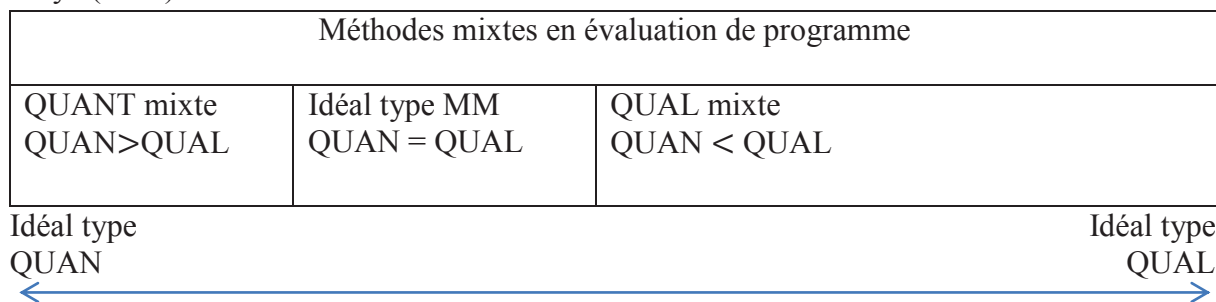 Méthodes mixtes en évaluation de programme
QUANT mixte
QUAN>QUAL
Idéal type MM
QUAN = QUAL
QUAL mixte
QUAN < QUAL
Idéal type
QUAN
Idéal type
QUAL